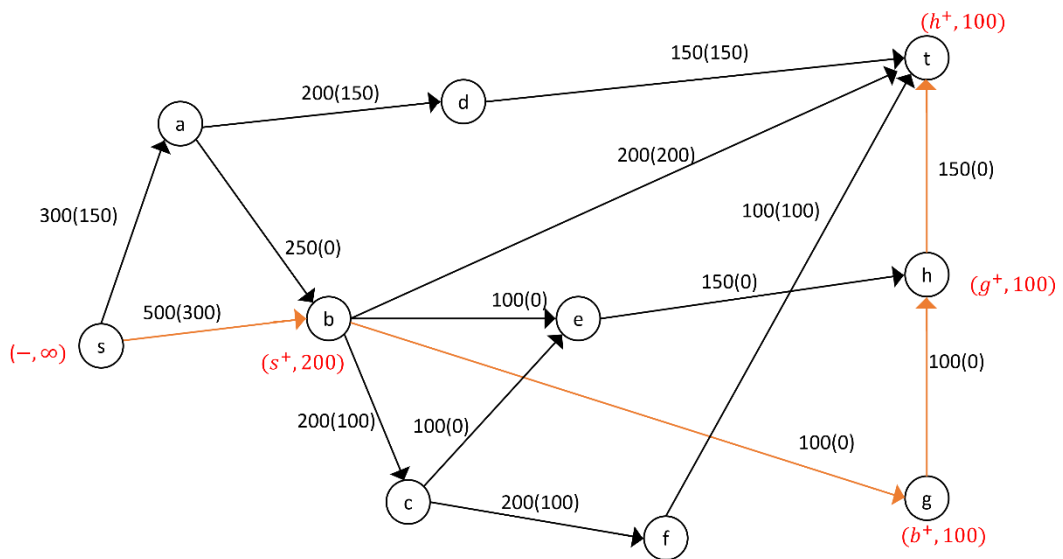 (h⁺, 100)
t
150(150)
200(150)
d
a
200(200)
150(0)
300(150)
100(100)
250(0)
h
(g⁺, 100)
150(0)
500(300)
100(0)
b
e
s
(−, ∞)
(s⁺, 200)
100(0)
200(100)
100(0)
100(0)
c
200(100)
g
f
(b⁺, 100)